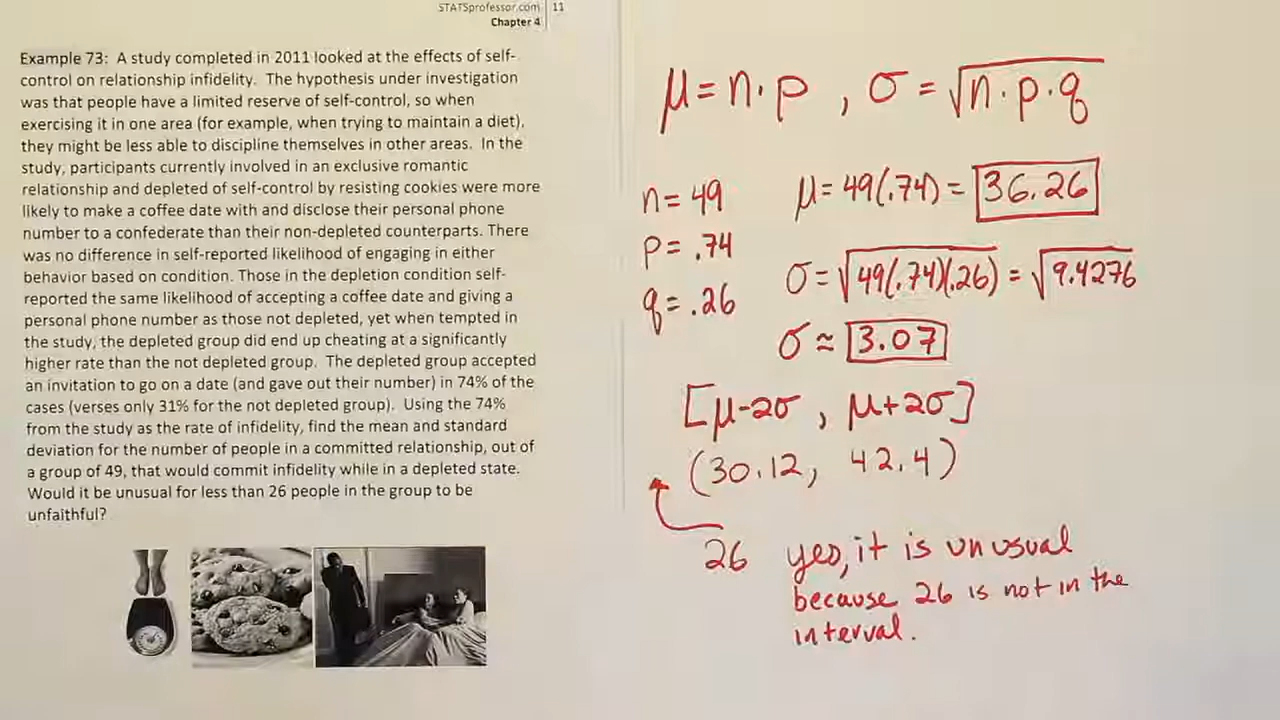 STATSprofessor.com 11
Chapter 4
Example 73: A study completed in 2011 looked at the effects of self-
control on relationship infidelity. The hypothesis under investigation
was that people have a limited reserve of self-control, so when
exercising it in one area (for example, when trying to maintain a diet),
they might be less able to discipline themselves in other areas. In the
study, participants currently involved in an exclusive romantic
relationship and depleted of self-control by resisting cookies were more
likely to make a coffee date with and disclose their personal phone
number to a confederate than their non-depleted counterparts. There
was no difference in self-reported likelihood of engaging in either
behavior based on condition. Those in the depletion condition self-
reported the same likelihood of accepting a coffee date and giving a
personal phone number as those not depleted, yet when tempted in
the study, the depleted group did end up cheating at a significantly
higher rate than the not depleted group. The depleted group accepted
an invitation to go on a date (and gave out their number) in 74% of the
cases (verses only 31% for the not depleted group). Using the 74%
from the study as the rate of infidelity, find the mean and standard
deviation for the number of people in a committed relationship, out of
a group of 49, that would commit infidelity while in a depleted state.
Would it be unusual for less than 26 people in the group to be
unfaithful?
μ = n·p , σ = √n·p·q
n = 49
p = .74
q = .26
μ = 49(.74) = 36.26
σ = √49(.74)(.26) = √9.4276
σ ≈ 3.07
[μ-2σ , μ+2σ]
(30.12, 42.4)
26 yes, it is unusual
because 26 is not in the
interval.